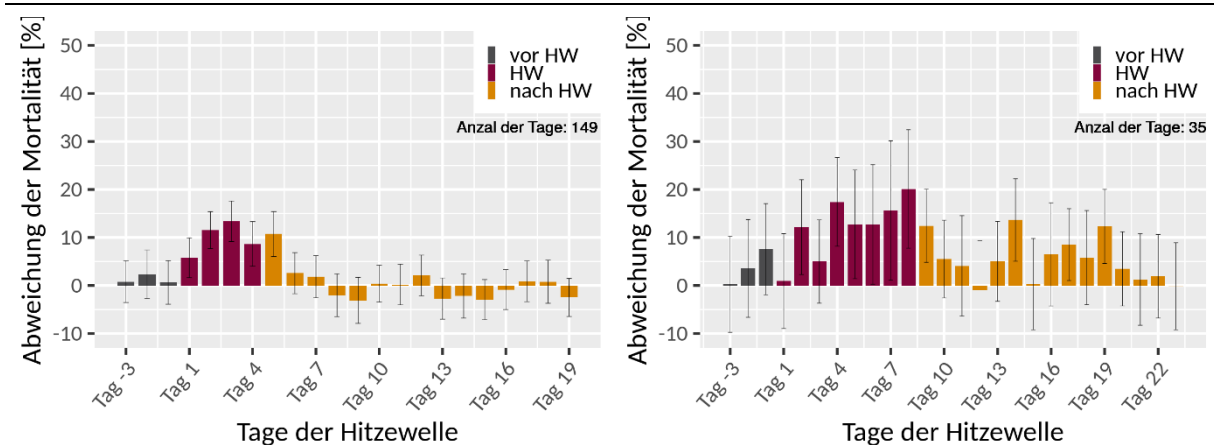 Abweichung der Mortalität [%]
50
40
30
20
10
0
-10
vor HW
HW
nach HW
Anzal der Tage: 149
Tag -3
Tag 1
Tag 4
Tag 7
Tag 10
Tag 13
Tag 16
Tag 19
Tage der Hitzewelle
Abweichung der Mortalität [%]
50
40
30
20
10
0
-10
vor HW
HW
nach HW
Anzal der Tage: 35
Tag -3
Tag 1
Tag 4
Tag 7
Tag 10
Tag 13
Tag 16
Tag 19
Tag 22
Tage der Hitzewelle